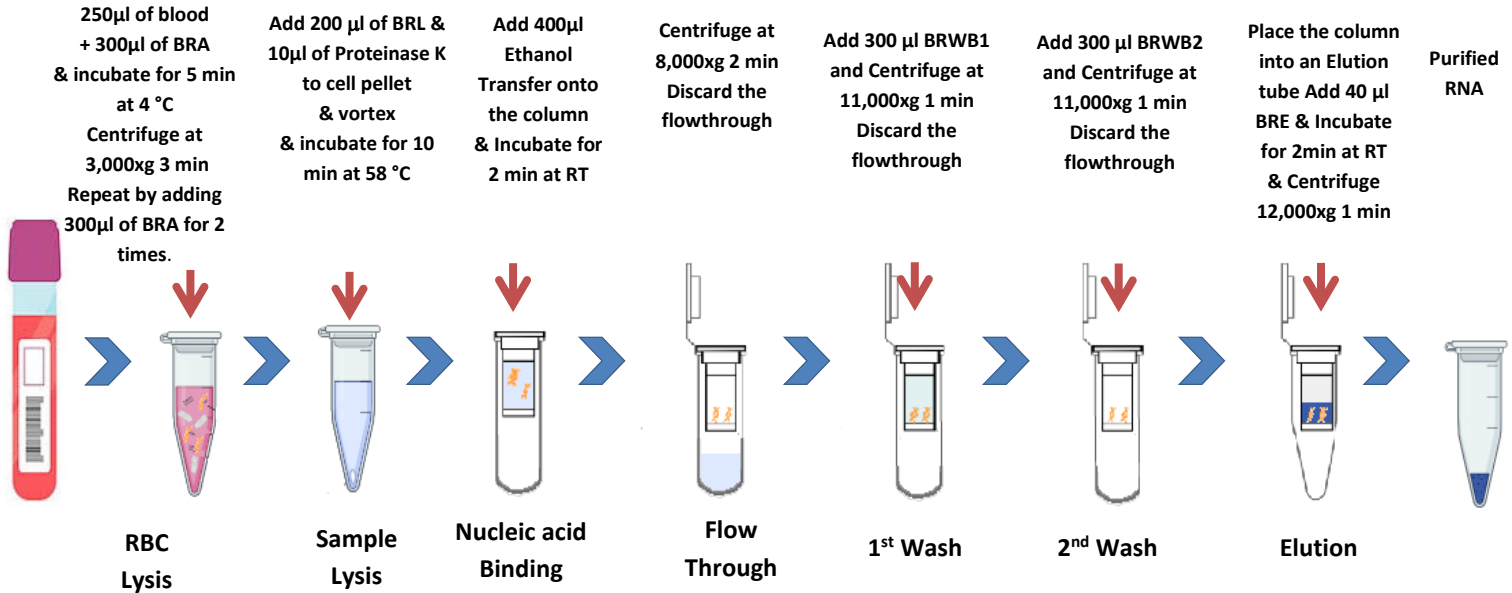 250µl of blood
+ 300µl of BRA
& incubate for 5 min
at 4 °C
Centrifuge at
3,000xg 3 min
Repeat by adding
300µl of BRA for 2
times.
Add 200 µl of BRL &
10µl of Proteinase K
to cell pellet
& vortex
& incubate for 10
min at 58 °C
Add 400µl
Ethanol
Transfer onto
the column
& Incubate for
2 min at RT
Centrifuge at
8,000xg 2 min
Discard the
flowthrough
Add 300 µl BRWB1
and Centrifuge at
11,000xg 1 min
Discard the
flowthrough
Add 300 µl BRWB2
and Centrifuge at
11,000xg 1 min
Discard the
flowthrough
Place the column
into an Elution
tube Add 40 µl
BRE & Incubate
for 2min at RT
& Centrifuge
12,000xg 1 min
Purified
RNA
RBC
Lysis
Sample
Lysis
Nucleic acid
Binding
Flow
Through
1st Wash
2nd Wash
Elution